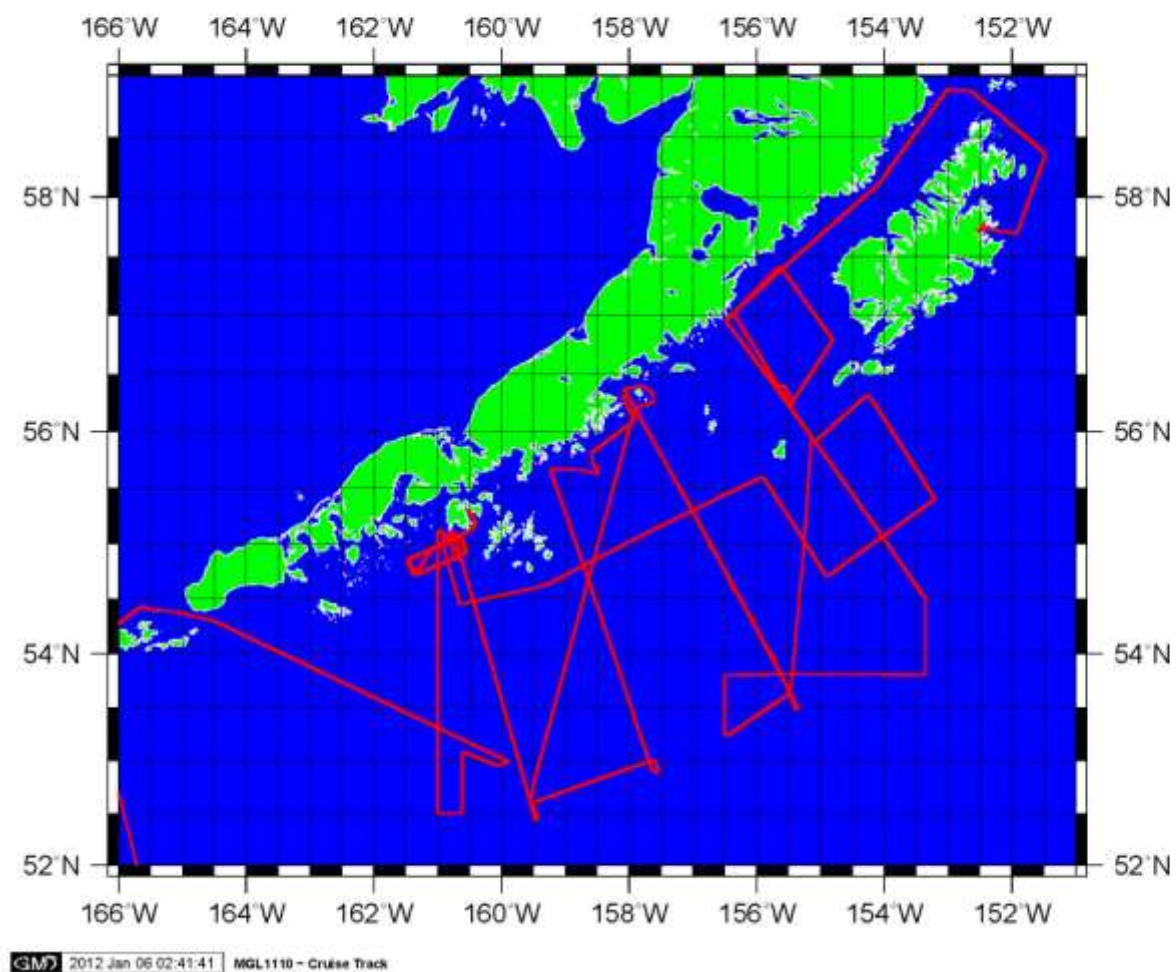 166°W 164°W 162°W 160°W 158°W 156°W 154°W 152°W
58°N 58°N
56°N 56°N
54°N 54°N
52°N 52°N
166°W 164°W 162°W 160°W 158°W 156°W 154°W 152°W
GMD 2012 Jan 06 02:41:41 MGL1110 - Cruise Track